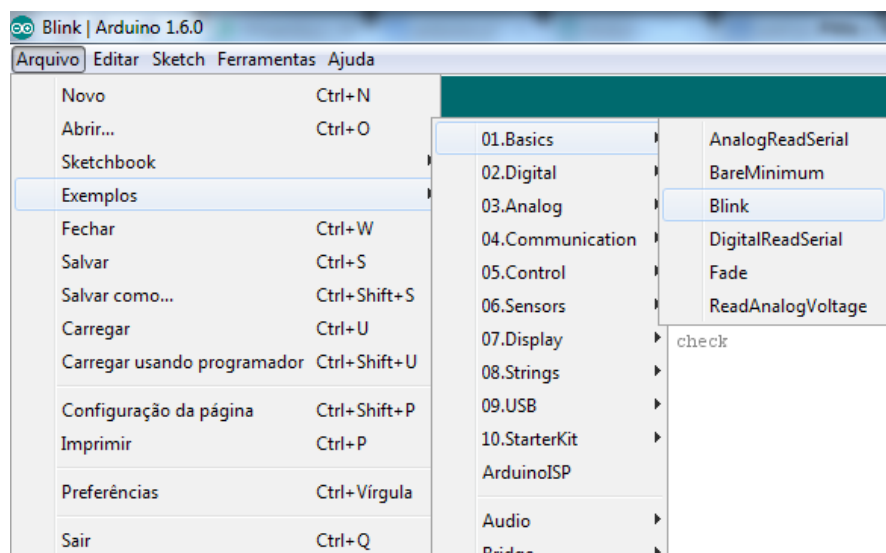 Blink | Arduino 1.6.0
Arquivo Editar Sketch Ferramentas Ajuda
Novo Ctrl+N
Abrir... Ctrl+O
Sketchbook
Exemplos
Fechar Ctrl+W
Salvar Ctrl+S
Salvar como... Ctrl+Shift+S
Carregar Ctrl+U
Carregar usando programador Ctrl+Shift+U
Configuração da página Ctrl+Shift+P
Imprimir Ctrl+P
Preferências Ctrl+Vírgula
Sair Ctrl+Q
01.Basics
02.Digital
03.Analog
04.Communication
05.Control
06.Sensors
07.Display
08.Strings
09.USB
10.StarterKit
ArduinoISP
Audio
Bridge
AnalogReadSerial
BareMinimum
Blink
DigitalReadSerial
Fade
ReadAnalogVoltage
check